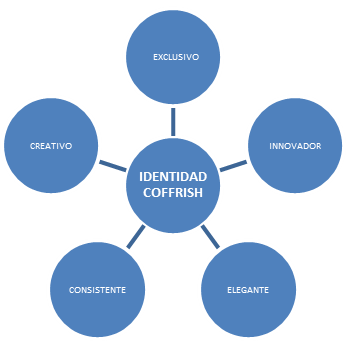 EXCLUSIVO
CREATIVO
INNOVADOR
IDENTIDAD
COFFRISH
CONSISTENTE
ELEGANTE